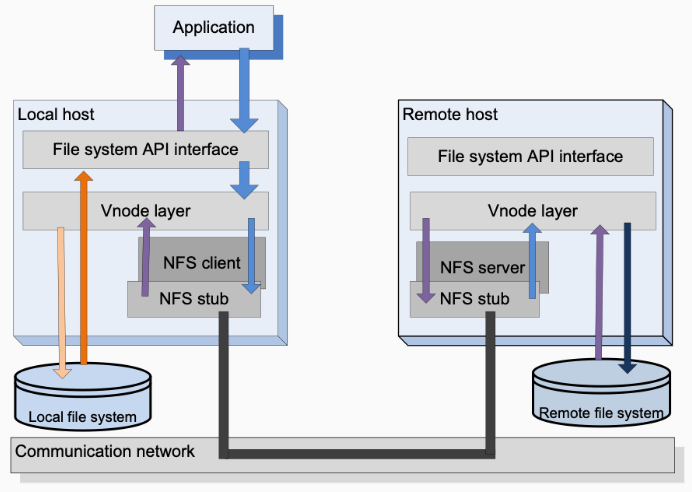 Application
Local host
File system API interface
Vnode layer
NFS client
NFS stub
Local file system
Remote host
File system API interface
Vnode layer
NFS server
NFS stub
Remote file system
Communication network